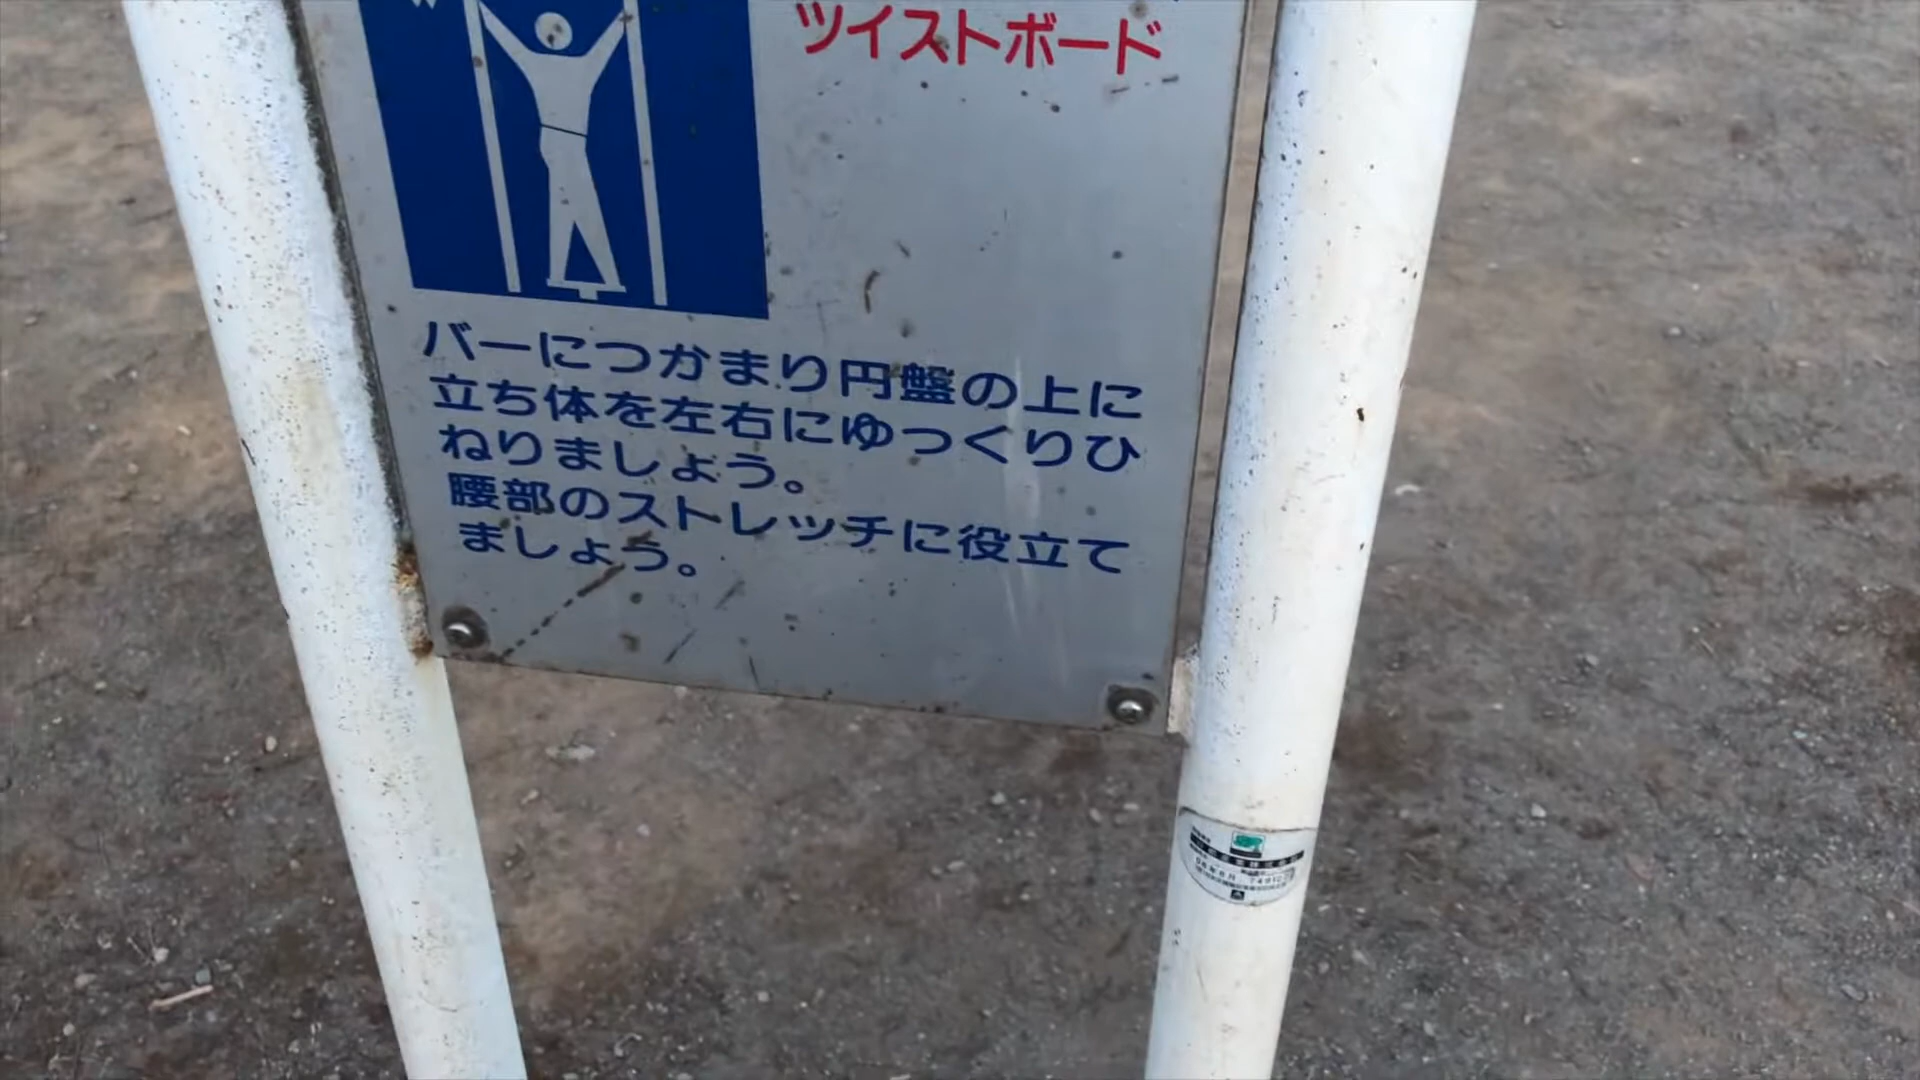 ツイストボード
バーにつかまり円盤の上に
立ち体を左右にゆっくりひ
ねりましょう。
腰部のストレッチに役立て
ましょう。